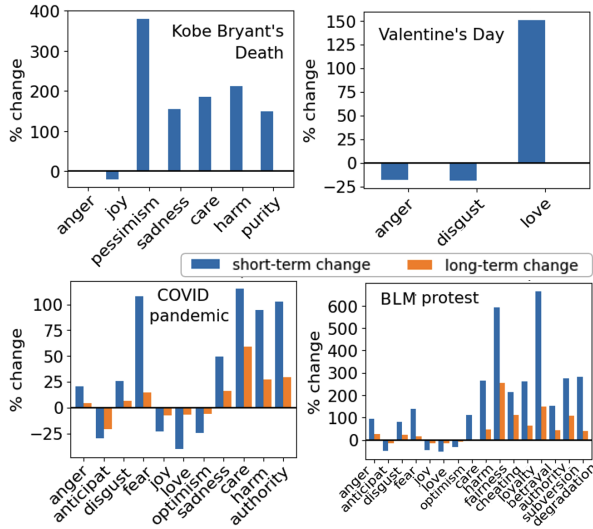 Kobe Bryant's
Death
% change
400
300
200
100
0
anger
joy
pessimism
sadness
care
harm
purity
Valentine's Day
% change
150
125
100
75
50
25
0
−25
anger
disgust
love
short-term change
long-term change
COVID
pandemic
% change
100
75
50
25
0
−25
anger
anticipat
disgust
fear
joy
love
optimism
sadness
care
harm
authority
BLM protest
% change
600
500
400
300
200
100
0
anger
anticipat
disgust
fear
joy
love
optimism
care
harm
fairness
cheating
loyalty
betrayal
authority
subversion
degradation